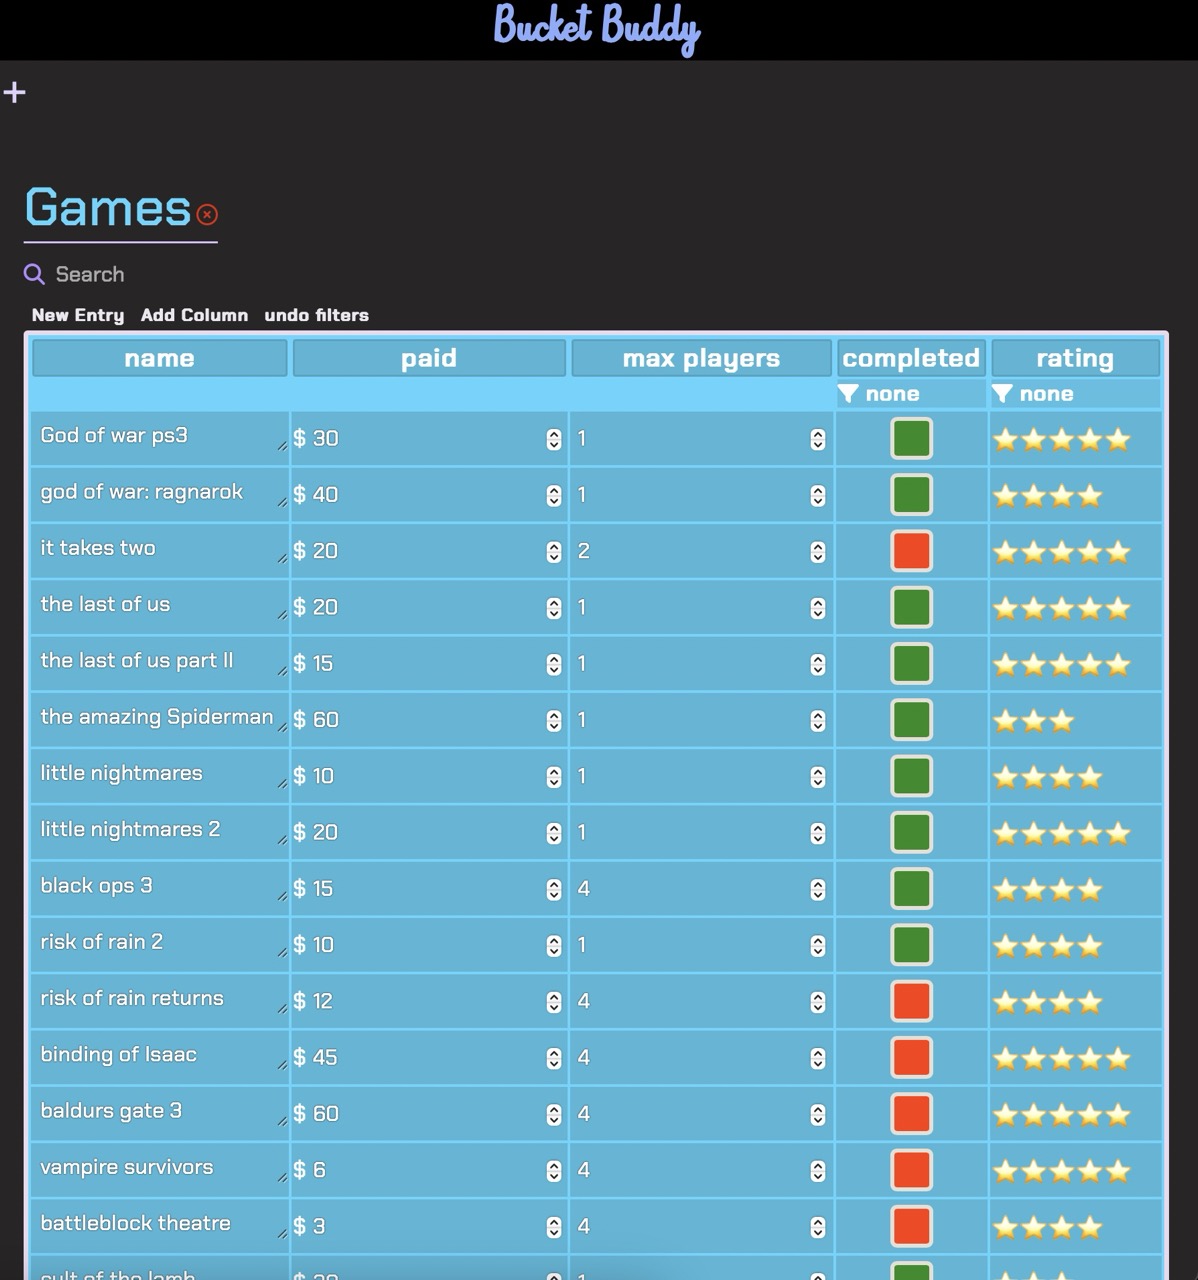 Bucket Buddy
+
Games
Search
New Entry Add Column undo filters
name paid max players completed rating
none none
God of war ps3 $ 30 1
god of war: ragnarok $ 40 1
it takes two $ 20 2
the last of us $ 20 1
the last of us part II $ 15 1
the amazing Spiderman $ 60 1
little nightmares $ 10 1
little nightmares 2 $ 20 1
black ops 3 $ 15 4
risk of rain 2 $ 10 1
risk of rain returns $ 12 4
binding of Isaac $ 45 4
baldurs gate 3 $ 60 4
vampire survivors $ 6 4
battleblock theatre $ 3 4
cult of the lamb